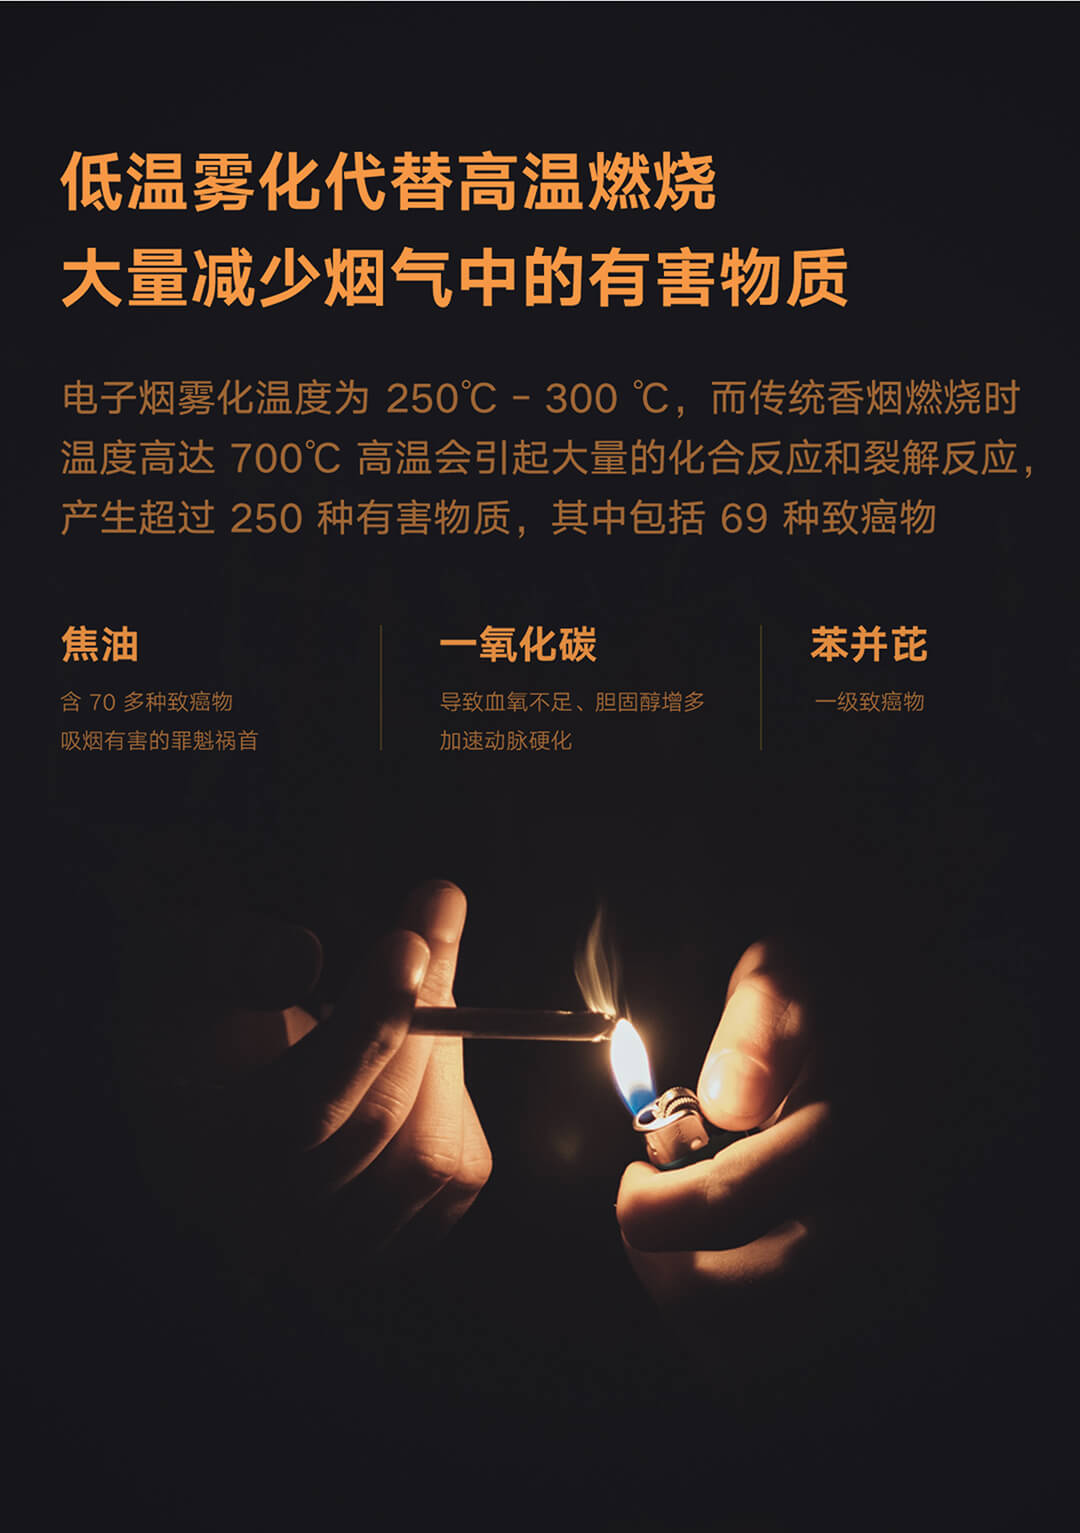 低温雾化代替高温燃烧
大量减少烟气中的有害物质
电子烟雾化温度为 250℃ - 300 ℃，而传统香烟燃烧时
温度高达 700℃ 高温会引起大量的化合反应和裂解反应，
产生超过 250 种有害物质，其中包括 69 种致癌物
焦油
含 70 多种致癌物
吸烟有害的罪魁祸首
一氧化碳
导致血氧不足、胆固醇增多
加速动脉硬化
苯并芘
一级致癌物